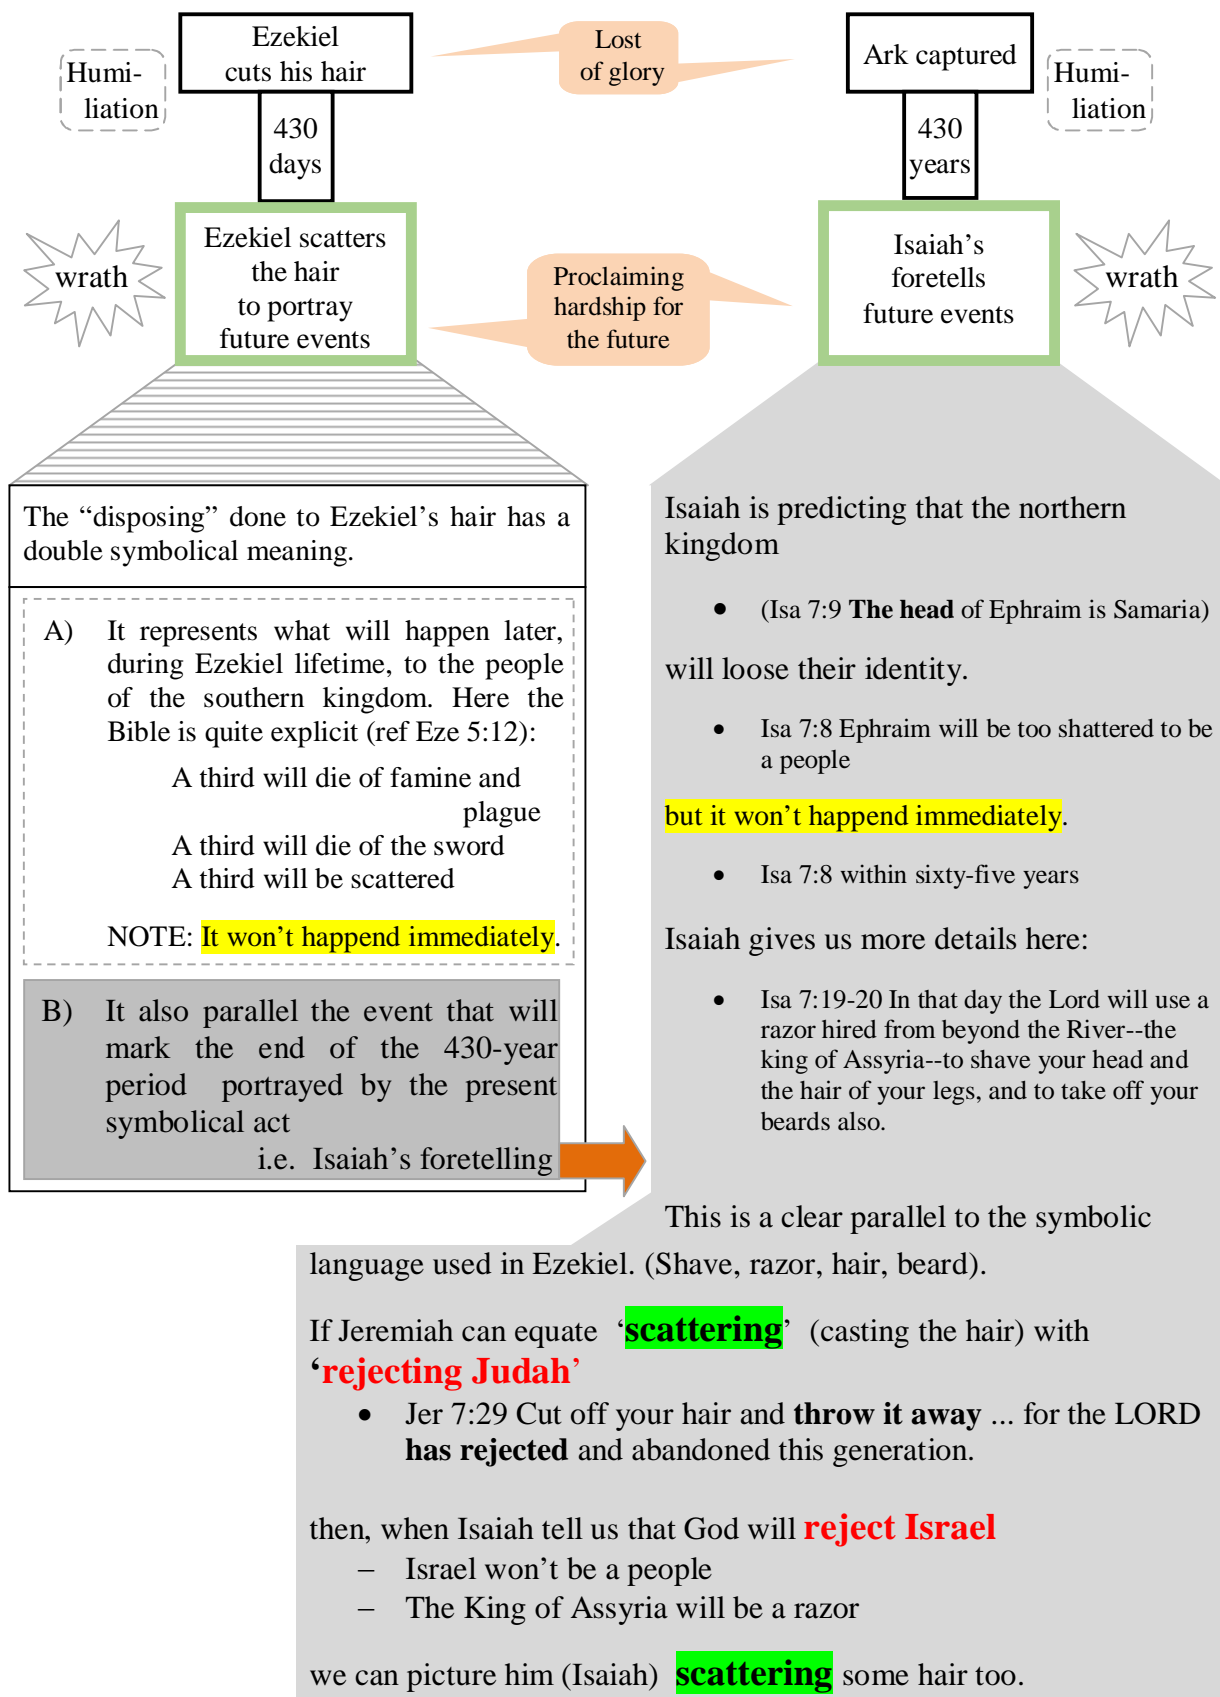 Ezekiel
cuts his hair
Lost
of glory
Ark captured
Humi-
liation
Humi-
liation
430
days
430
years
wrath
Ezekiel scatters
the hair
to portray
future events
Proclaiming
hardship for
the future
Isaiah’s
foretells
future events
wrath
The “disposing” done to Ezekiel’s hair has a
double symbolical meaning.
A) It represents what will happen later,
during Ezekiel lifetime, to the people
of the southern kingdom. Here the
Bible is quite explicit (ref Eze 5:12):
A third will die of famine and
plague
A third will die of the sword
A third will be scattered
NOTE: It won’t happend immediately.
B) It also parallel the event that will
mark the end of the 430-year
period portrayed by the present
symbolical act
i.e. Isaiah’s foretelling
Isaiah is predicting that the northern
kingdom
• (Isa 7:9 The head of Ephraim is Samaria)
will loose their identity.
• Isa 7:8 Ephraim will be too shattered to be
a people
but it won’t happend immediately.
• Isa 7:8 within sixty-five years
Isaiah gives us more details here:
• Isa 7:19-20 In that day the Lord will use a
razor hired from beyond the River--the
king of Assyria--to shave your head and
the hair of your legs, and to take off your
beards also.
This is a clear parallel to the symbolic
language used in Ezekiel. (Shave, razor, hair, beard).
If Jeremiah can equate ‘scattering’ (casting the hair) with
‘rejecting Judah’
• Jer 7:29 Cut off your hair and throw it away ... for the LORD
has rejected and abandoned this generation.
then, when Isaiah tell us that God will reject Israel
– Israel won’t be a people
– The King of Assyria will be a razor
we can picture him (Isaiah) scattering some hair too.